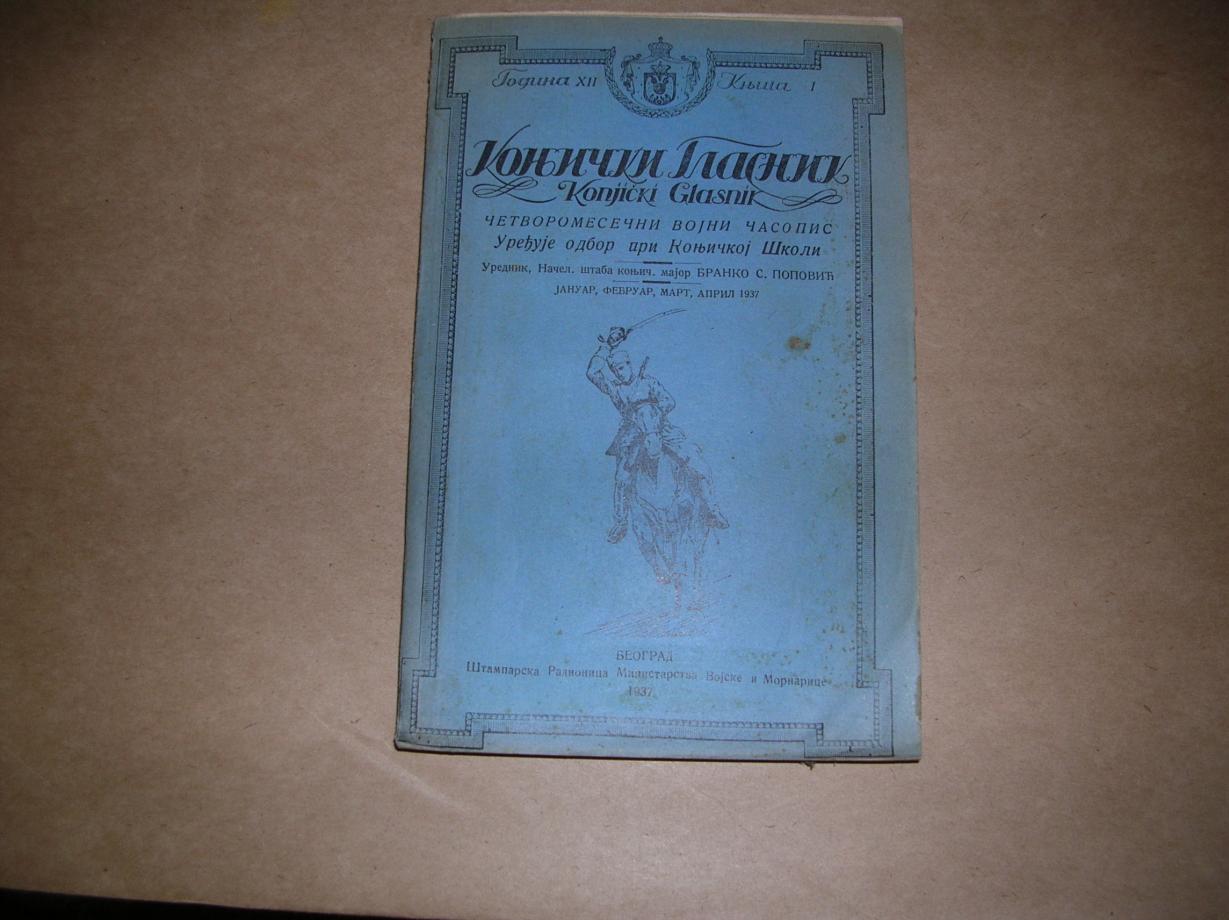 Година XII Књига I
Коњички Гласник
Konjički Glasnik
ЧЕТВОРОМЕСЕЧНИ ВОЈНИ ЧАСОПИС
Уређује одбор при Коњичкој Школи
Уредник, Начел. штаба коњич. мајор БРАНКО С. ПОПОВИЋ
ЈАНУАР, ФЕБРУАР, МАРТ, АПРИЛ 1937
БЕОГРАД
Штампарска Радионица Министарства Војске и Морнарице
1937